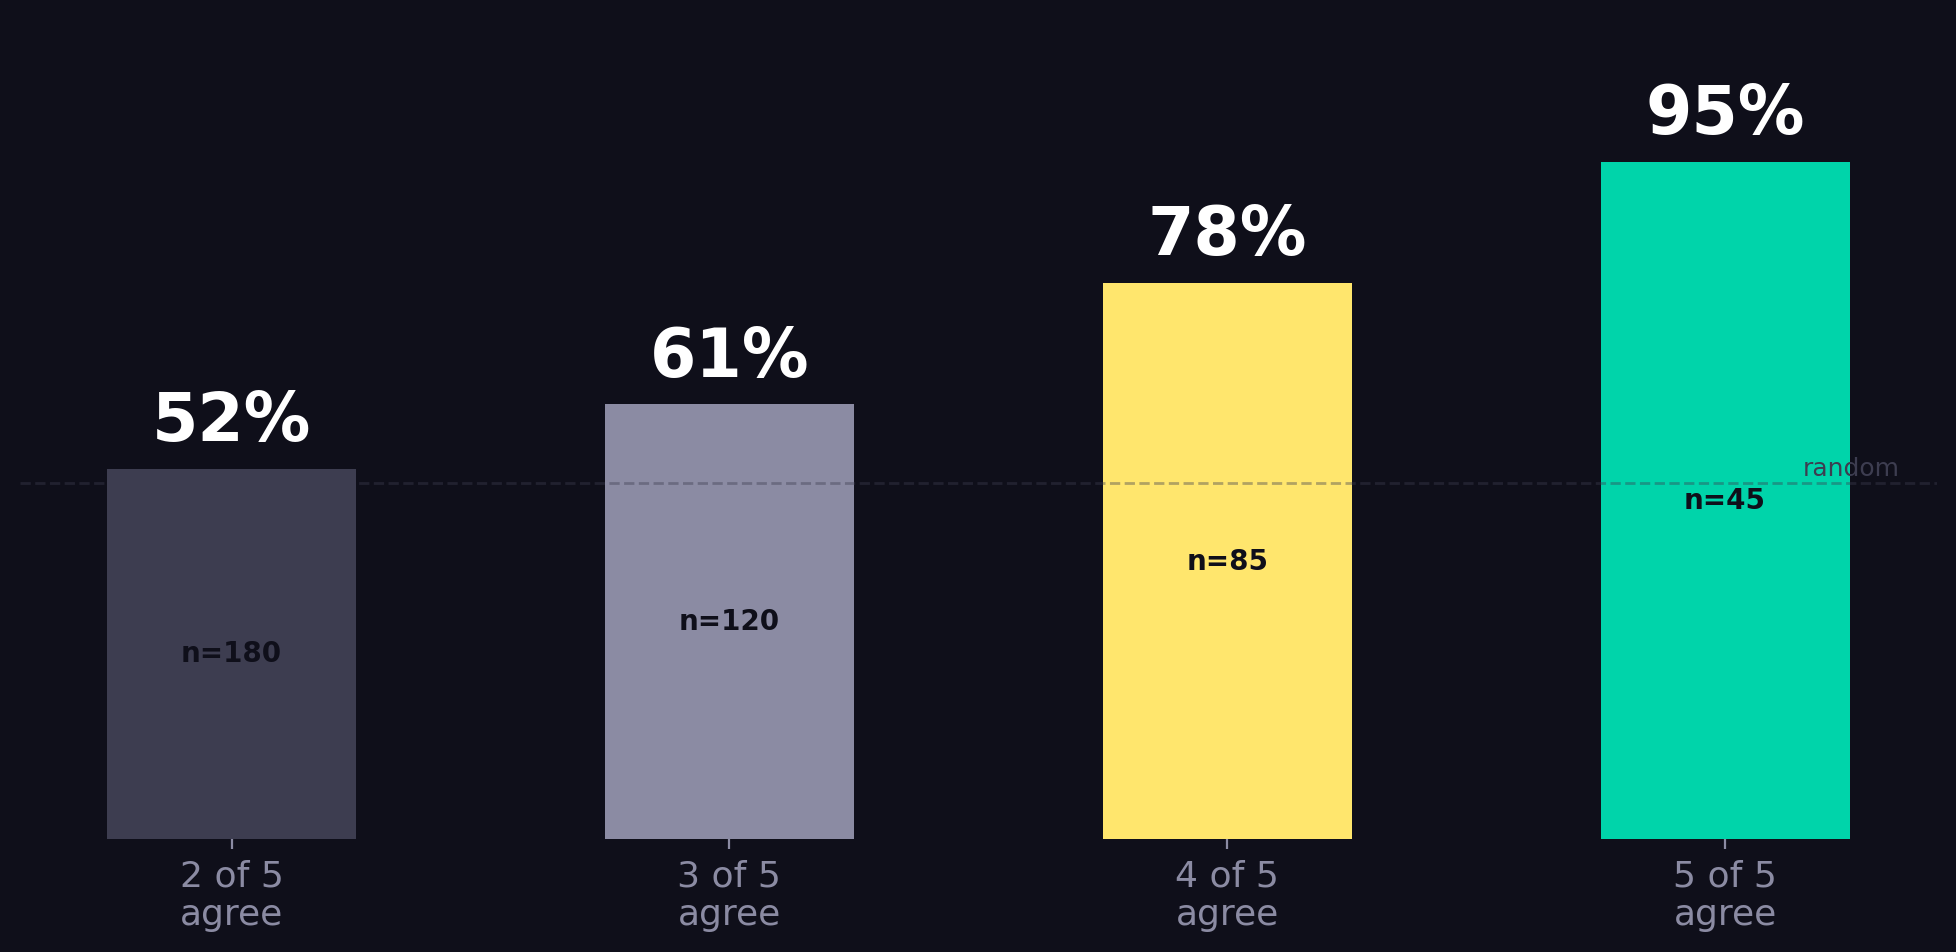 95%
78%
61%
52%
random
n=45
n=85
n=120
n=180
2 of 5
agree
3 of 5
agree
4 of 5
agree
5 of 5
agree